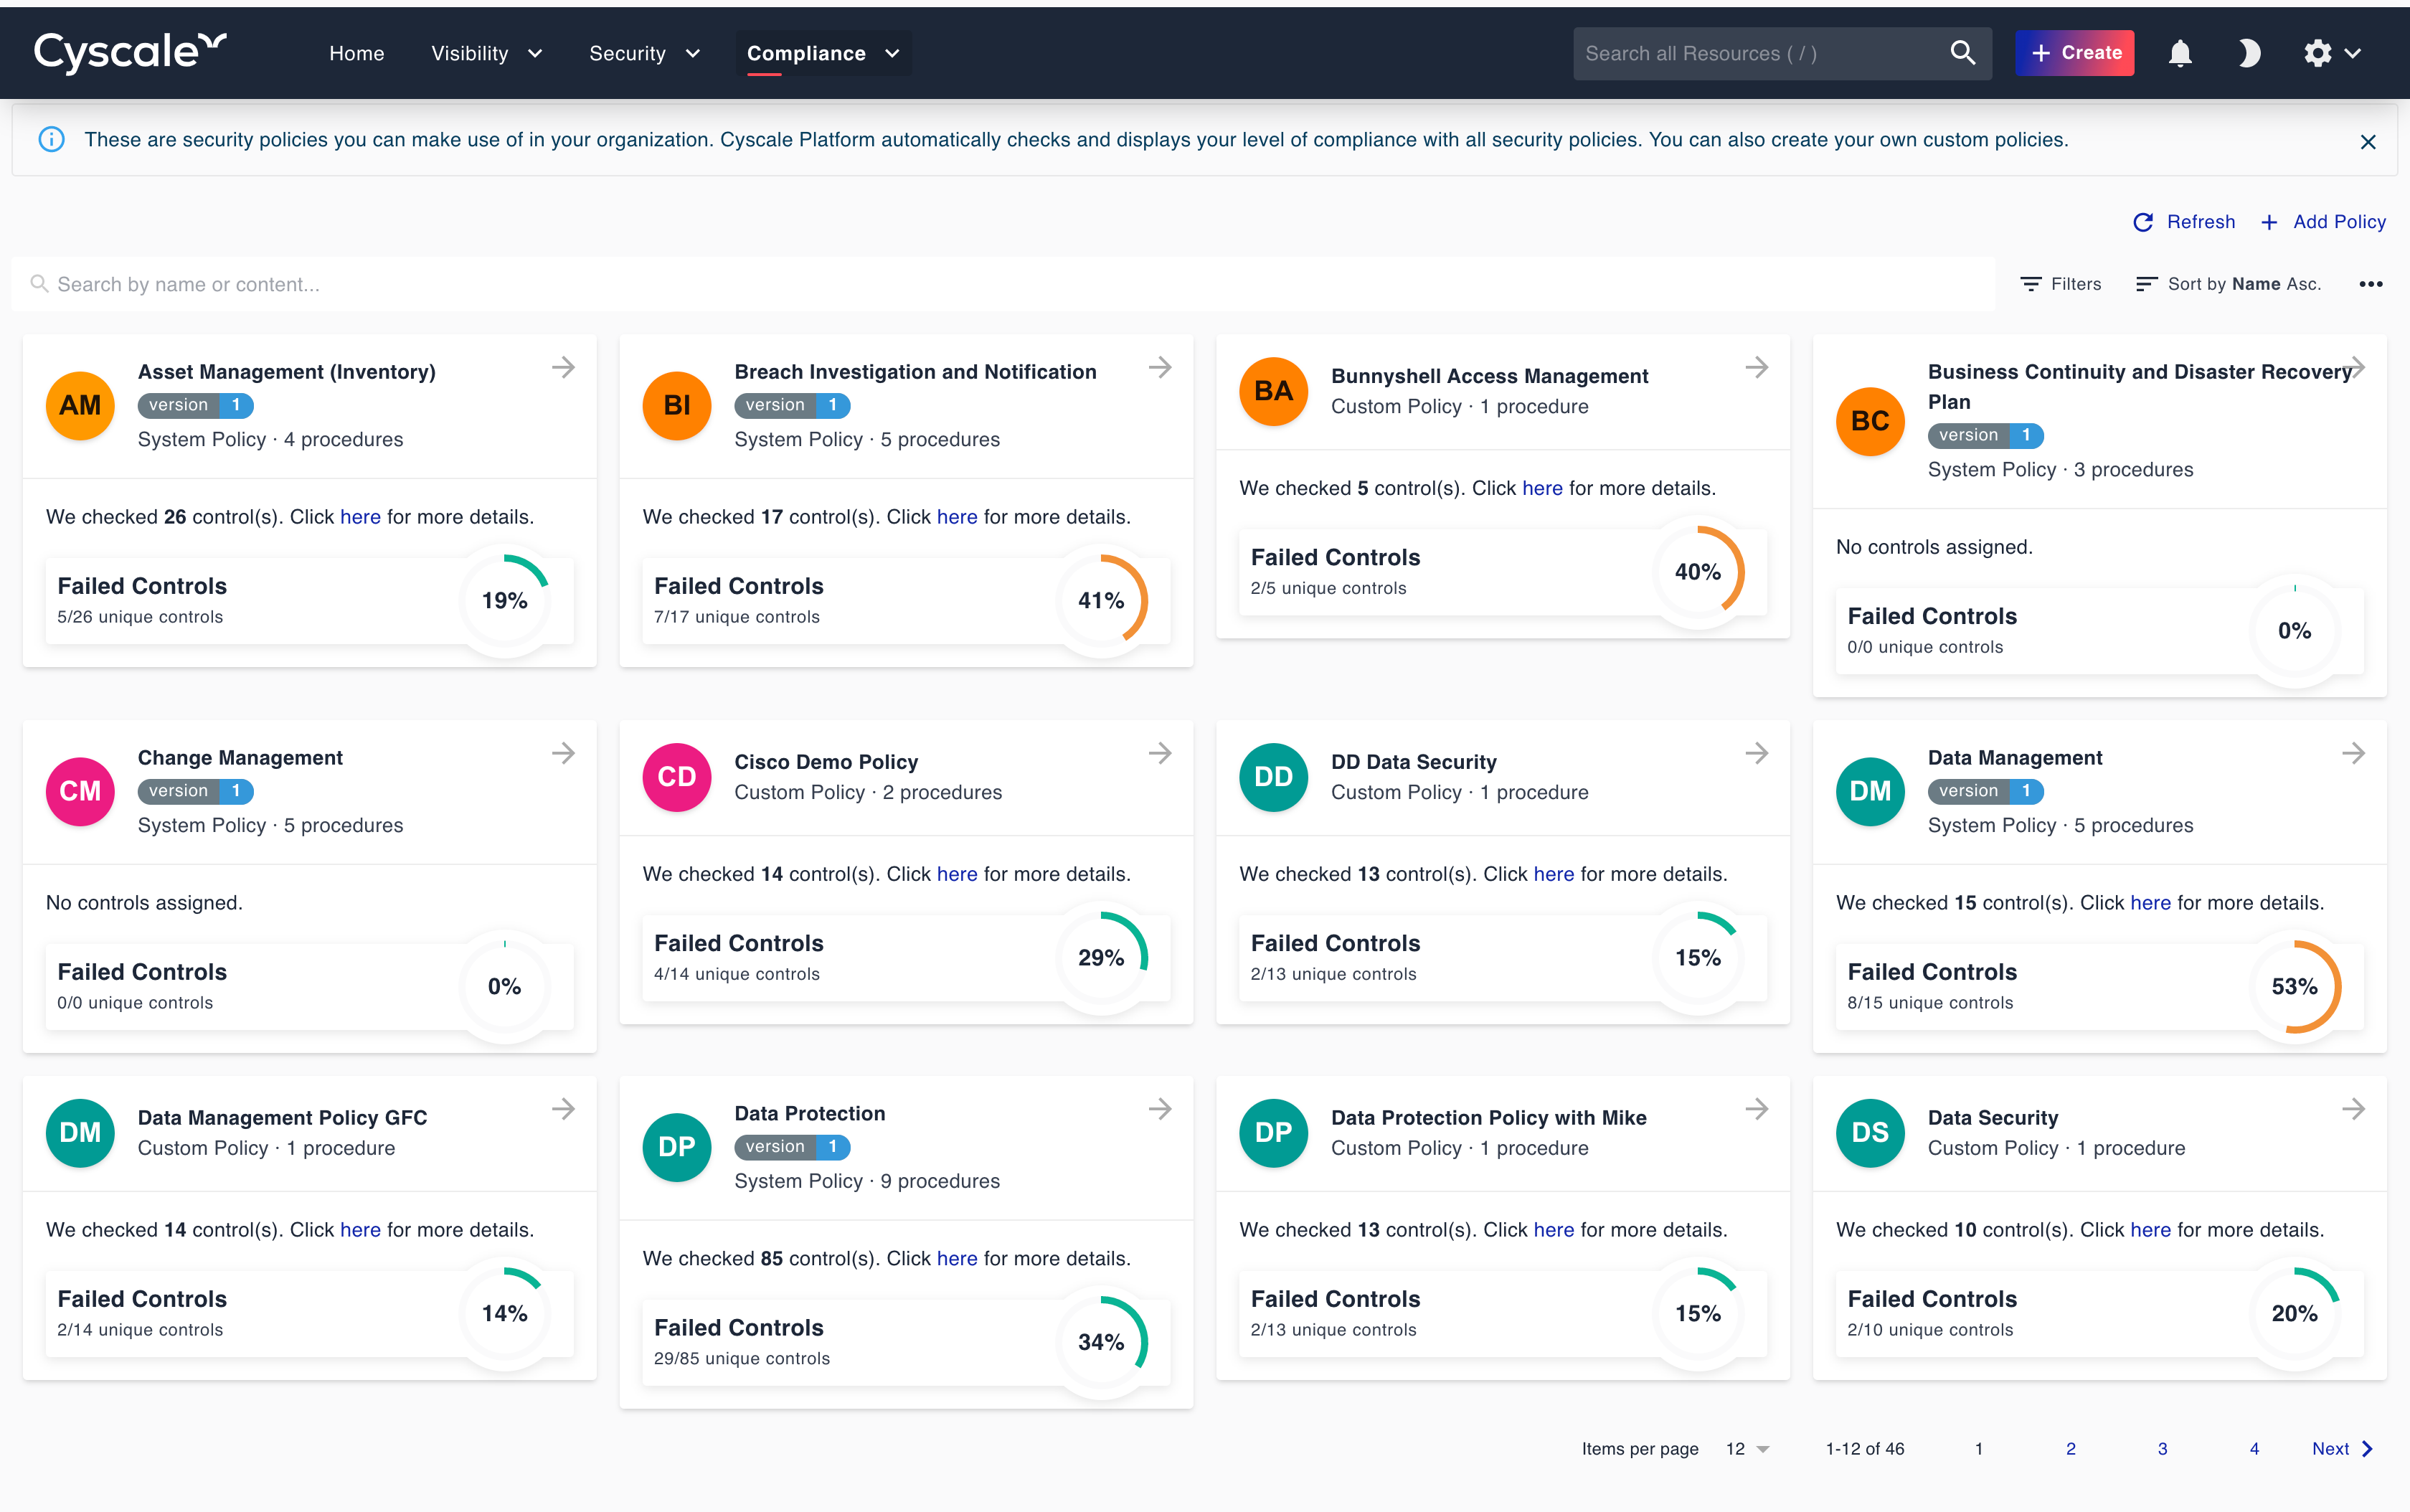 Cyscale
Home
Visibility
Security
Compliance
Search all Resources ( / )
+ Create
These are security policies you can make use of in your organization. Cyscale Platform automatically checks and displays your level of compliance with all security policies. You can also create your own custom policies.
Refresh
+ Add Policy
Search by name or content...
Filters
Sort by Name Asc.
AM
Asset Management (Inventory)
version 1
System Policy · 4 procedures
We checked 26 control(s). Click here for more details.
Failed Controls
5/26 unique controls
19%
BI
Breach Investigation and Notification
version 1
System Policy · 5 procedures
We checked 17 control(s). Click here for more details.
Failed Controls
7/17 unique controls
41%
BA
Bunnyshell Access Management
Custom Policy · 1 procedure
We checked 5 control(s). Click here for more details.
Failed Controls
2/5 unique controls
40%
BC
Business Continuity and Disaster Recovery
Plan
version 1
System Policy · 3 procedures
No controls assigned.
Failed Controls
0/0 unique controls
0%
CM
Change Management
version 1
System Policy · 5 procedures
No controls assigned.
Failed Controls
0/0 unique controls
0%
CD
Cisco Demo Policy
Custom Policy · 2 procedures
We checked 14 control(s). Click here for more details.
Failed Controls
4/14 unique controls
29%
DD
DD Data Security
Custom Policy · 1 procedure
We checked 13 control(s). Click here for more details.
Failed Controls
2/13 unique controls
15%
DM
Data Management
version 1
System Policy · 5 procedures
We checked 15 control(s). Click here for more details.
Failed Controls
8/15 unique controls
53%
DM
Data Management Policy GFC
Custom Policy · 1 procedure
We checked 14 control(s). Click here for more details.
Failed Controls
2/14 unique controls
14%
DP
Data Protection
version 1
System Policy · 9 procedures
We checked 85 control(s). Click here for more details.
Failed Controls
29/85 unique controls
34%
DP
Data Protection Policy with Mike
Custom Policy · 1 procedure
We checked 13 control(s). Click here for more details.
Failed Controls
2/13 unique controls
15%
DS
Data Security
Custom Policy · 1 procedure
We checked 10 control(s). Click here for more details.
Failed Controls
2/10 unique controls
20%
Items per page 12 1-12 of 46 1 2 3 4 Next